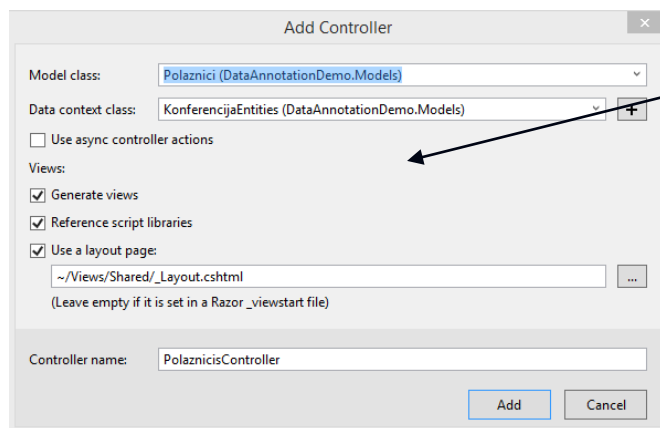 Add Controller
Model class: Polaznici (DataAnnotationDemo.Models)
Data context class: KonferencijaEntities (DataAnnotationDemo.Models)
Use async controller actions
Views:
Generate views
Reference script libraries
Use a layout page:
~/Views/Shared/_Layout.cshtml ...
(Leave empty if it is set in a Razor _viewstart file)
Controller name: PolaznicisController
Add Cancel